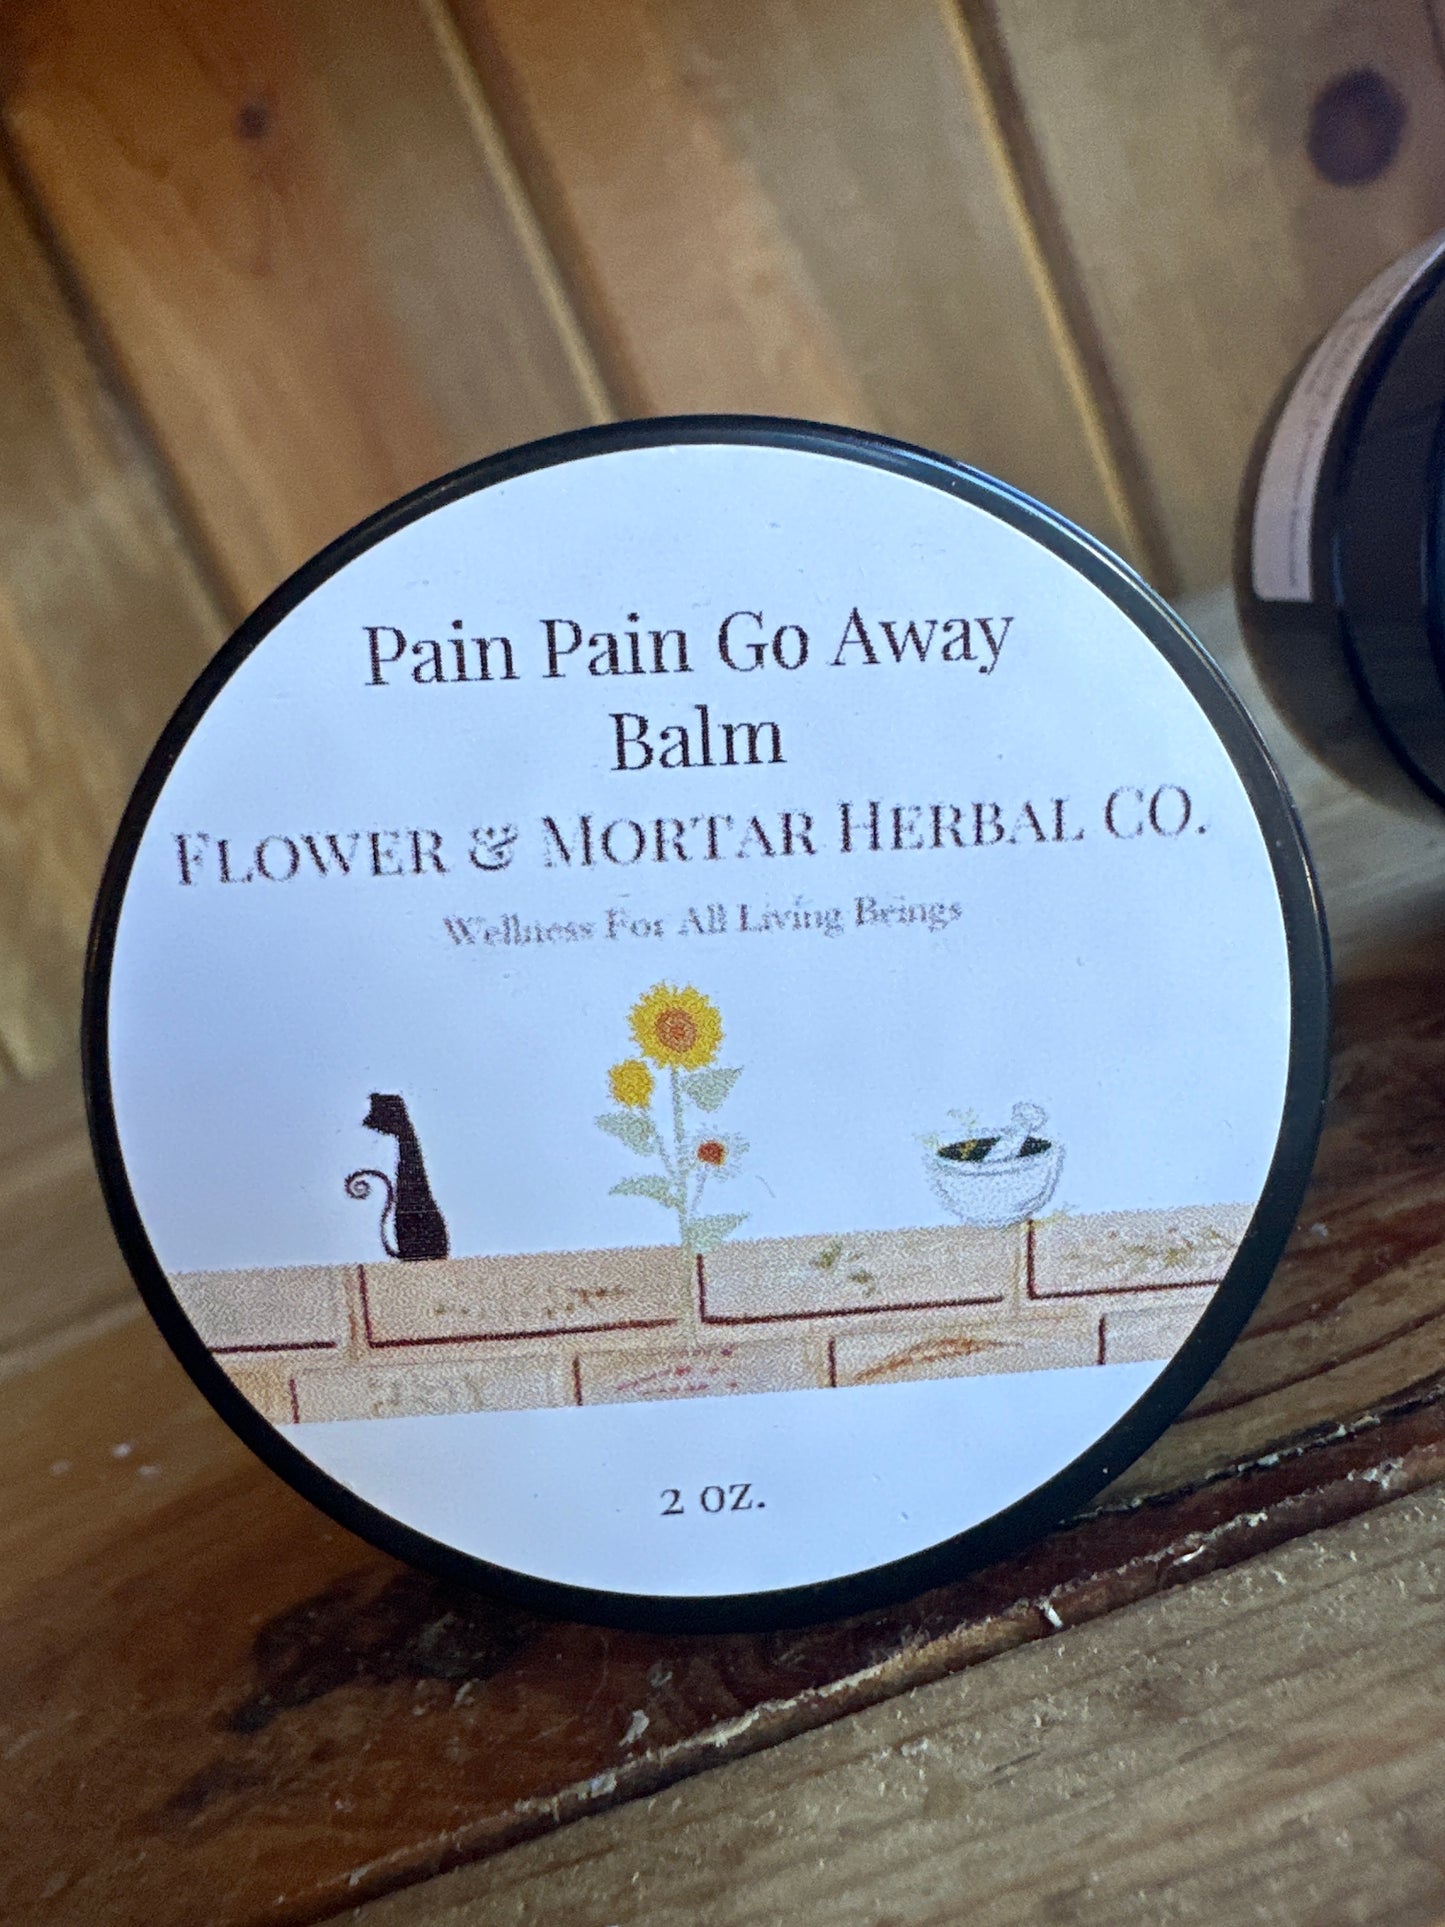 Pain Pain Go Away
Balm
FLOWER & MORTAR HERBAL CO.
Wellness For All Living Beings
2 OZ.